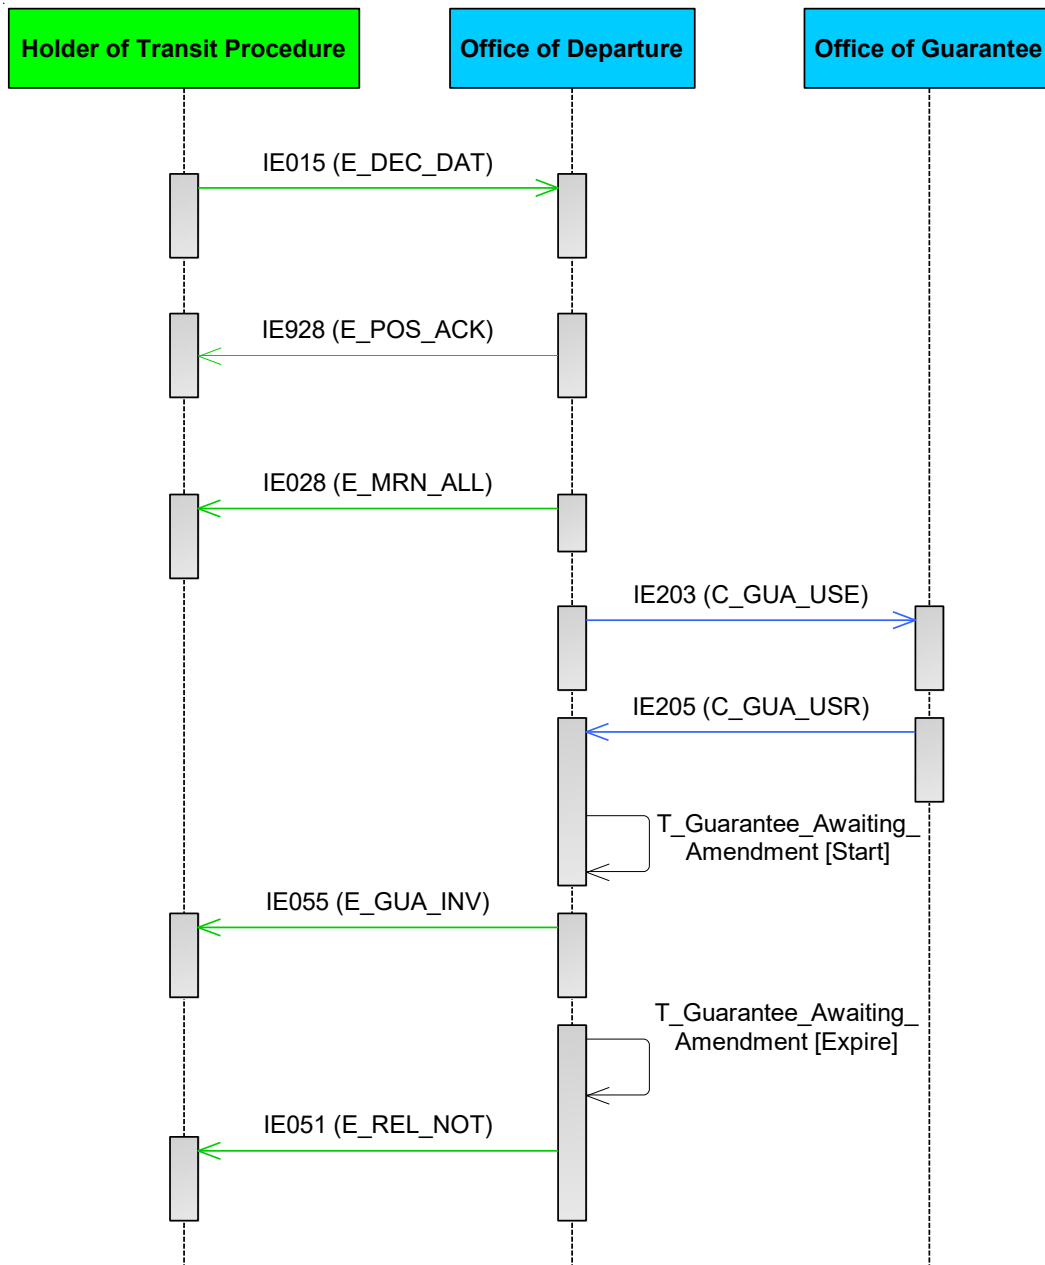 Holder of Transit Procedure
Office of Departure
Office of Guarantee
IE015 (E_DEC_DAT)
IE928 (E_POS_ACK)
IE028 (E_MRN_ALL)
IE203 (C_GUA_USE)
IE205 (C_GUA_USR)
T_Guarantee_Awaiting_
Amendment [Start]
IE055 (E_GUA_INV)
T_Guarantee_Awaiting_
Amendment [Expire]
IE051 (E_REL_NOT)